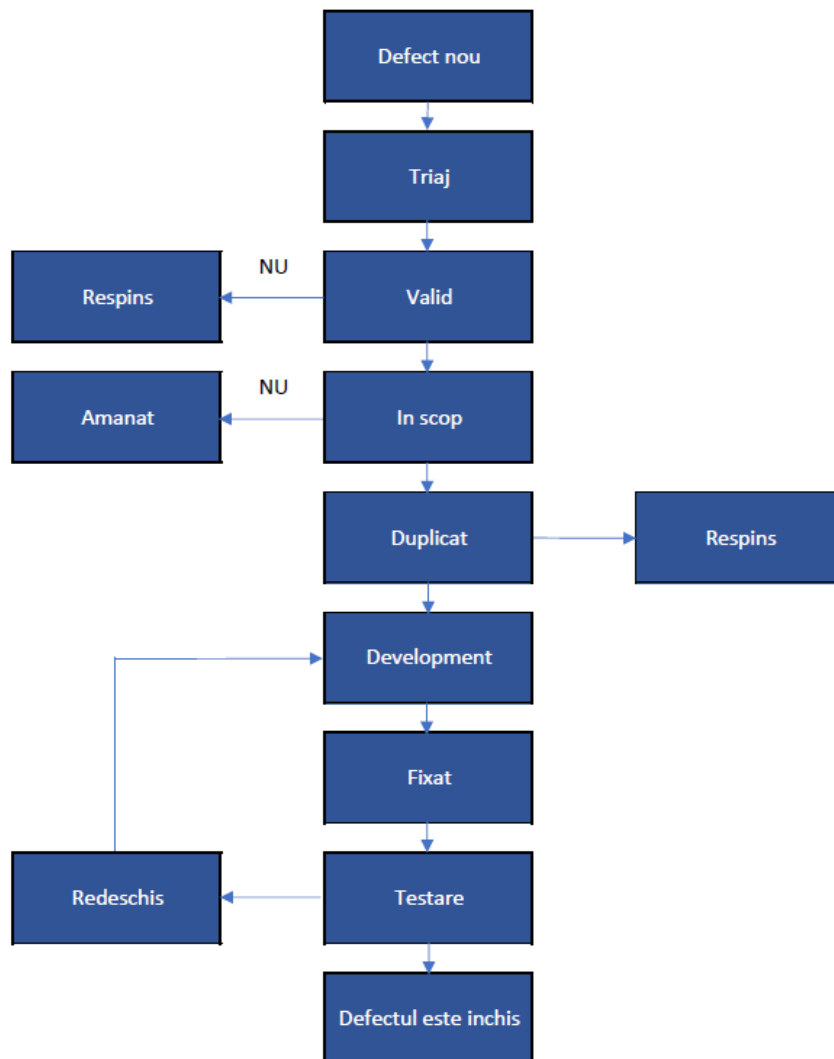 Defect nou
Triaj
NU
Respins
Valid
NU
Amanat
In scop
Duplicat
Respins
Development
Fixat
Redeschis
Testare
Defectul este inchis